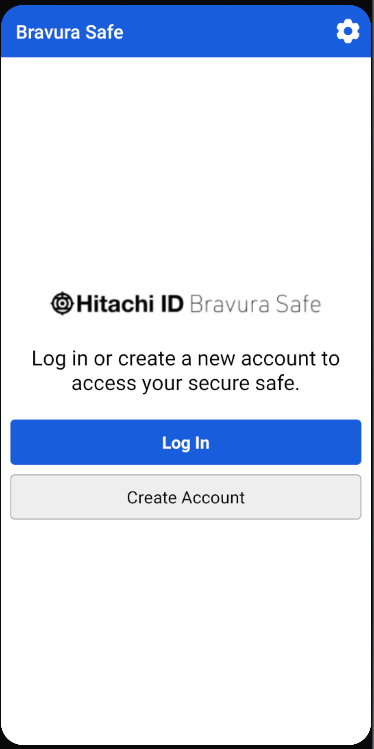 Bravura Safe
Hitachi ID Bravura Safe
Log in or create a new account to
access your secure safe.
Log In
Create Account